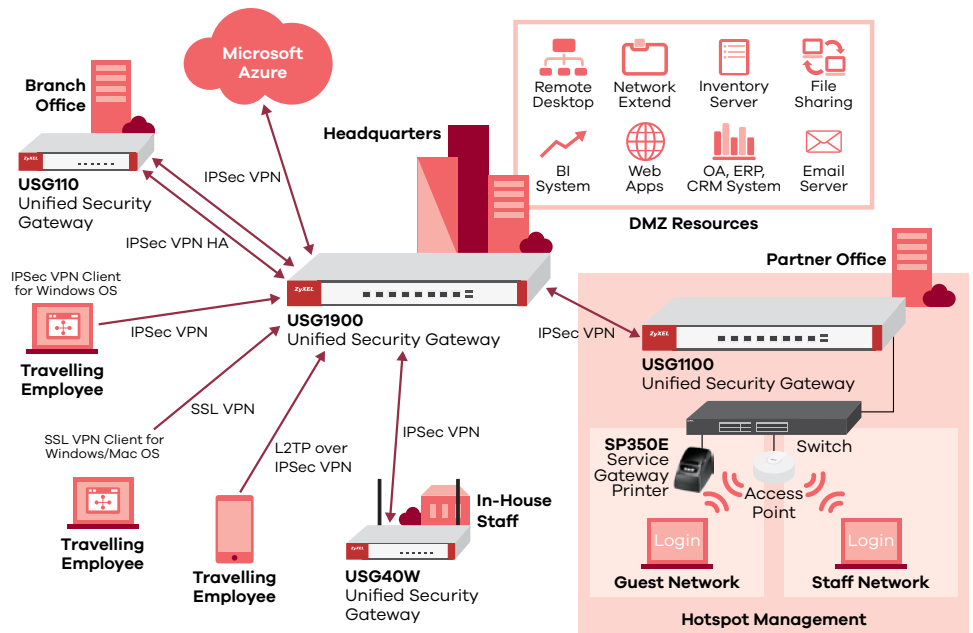 Microsoft
Azure
Branch
Office
ZyXEL
USG110
Unified Security
Gateway
IPSec VPN
IPSec VPN HA
Headquarters
ZyXEL
USG1900
Unified Security Gateway
Remote
Desktop
Network
Extend
Inventory
Server
File
Sharing
BI
System
Web
Apps
OA, ERP,
CRM System
Email
Server
DMZ Resources
IPSec VPN Client
for Windows OS
IPSec VPN
Travelling
Employee
SSL VPN
SSL VPN Client for
Windows/Mac OS
Travelling
Employee
L2TP over
IPSec VPN
Travelling
Employee
IPSec VPN
In-House
Staff
ZyXEL
USG40W
Unified Security
Gateway
IPSec VPN
Partner Office
ZyXEL
USG1100
Unified Security Gateway
Switch
SP350E
Service
Gateway
Printer
Access
Point
Login
Guest Network
Login
Staff Network
Hotspot Management